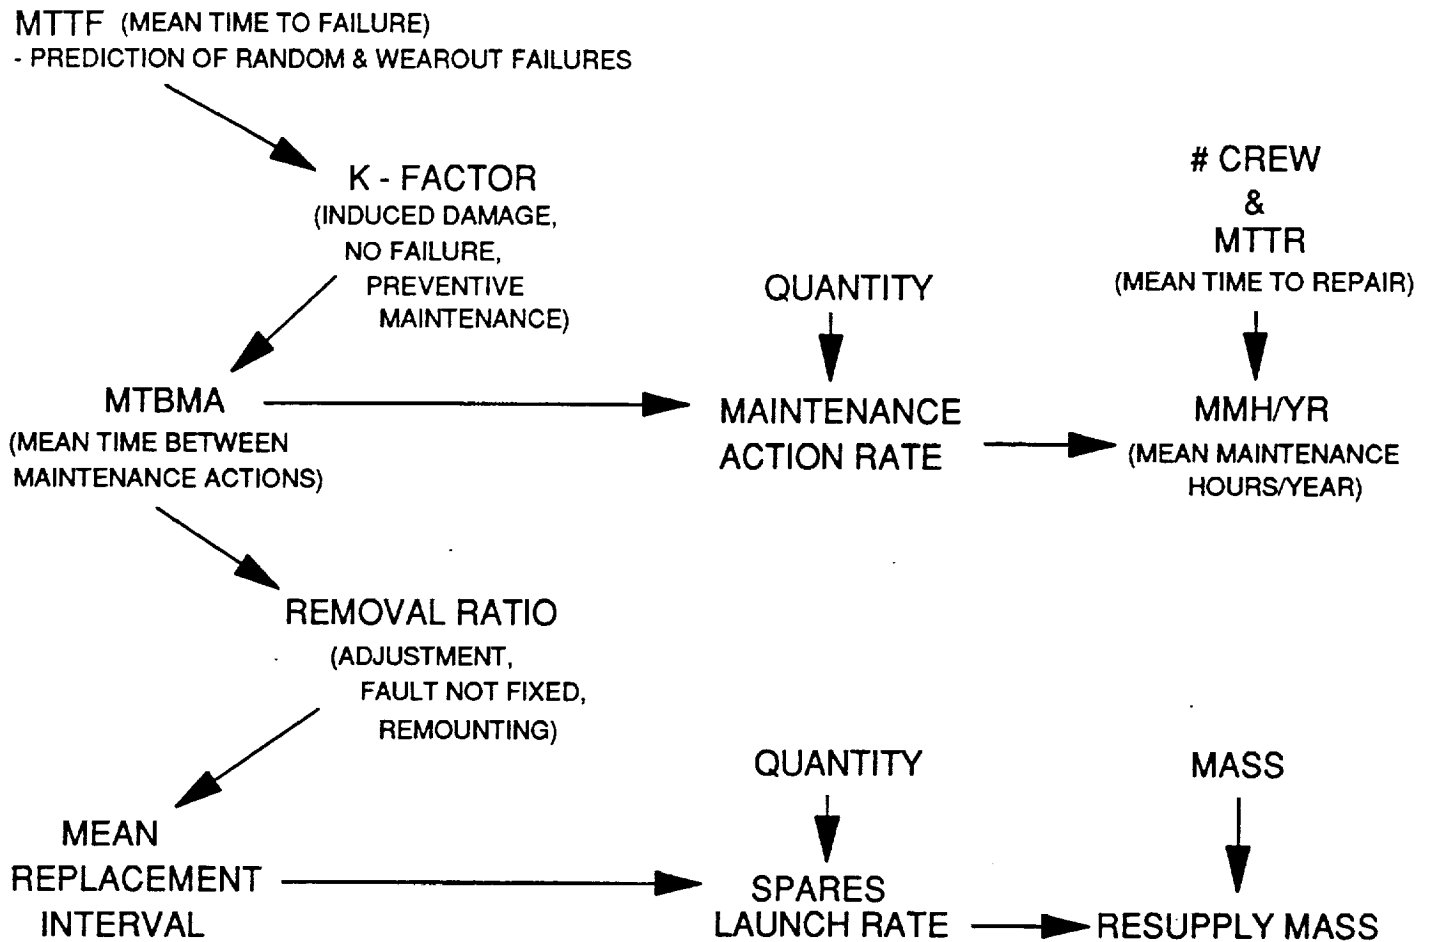 MTTF (MEAN TIME TO FAILURE)
- PREDICTION OF RANDOM & WEAROUT FAILURES
K - FACTOR
(INDUCED DAMAGE,
NO FAILURE,
PREVENTIVE
MAINTENANCE)
# CREW
&
MTTR
(MEAN TIME TO REPAIR)
QUANTITY
MTBMA
(MEAN TIME BETWEEN
MAINTENANCE ACTIONS)
MAINTENANCE
ACTION RATE
MMH/YR
(MEAN MAINTENANCE
HOURS/YEAR)
REMOVAL RATIO
(ADJUSTMENT,
FAULT NOT FIXED,
REMOUNTING)
QUANTITY
MASS
MEAN
REPLACEMENT
INTERVAL
SPARES
LAUNCH RATE
RESUPPLY MASS